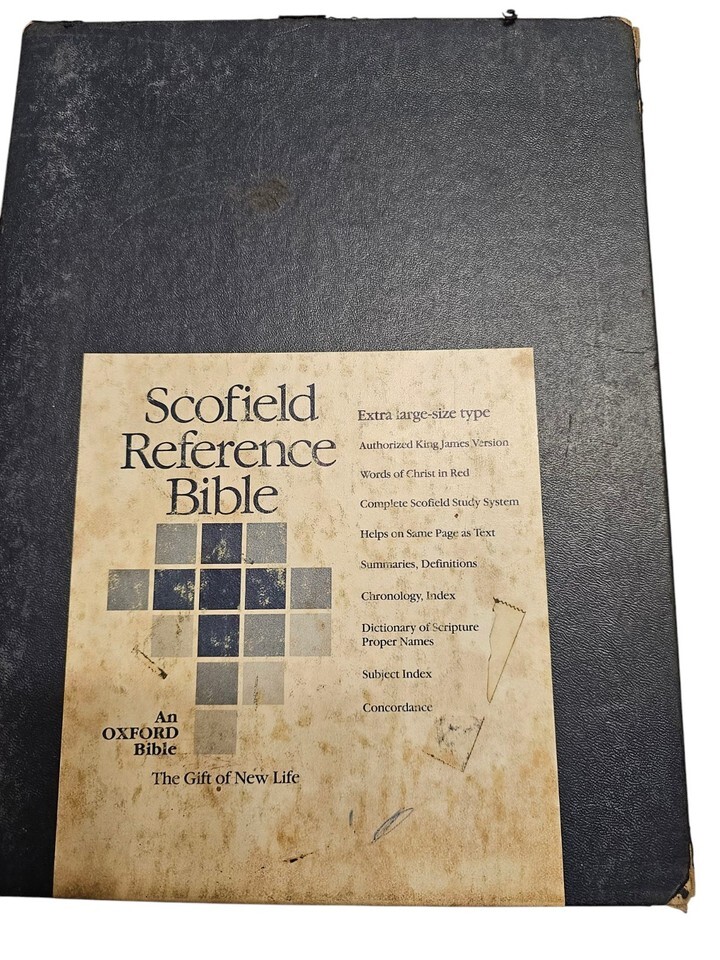 Scofield
Reference
Bible
An
OXFORD
Bible
The Gift of New Life
Extra large-size type
Authorized King James Version
Words of Christ in Red
Complete Scofield Study System
Helps on Same Page as Text
Summaries, Definitions
Chronology, Index
Dictionary of Scripture
Proper Names
Subject Index
Concordance